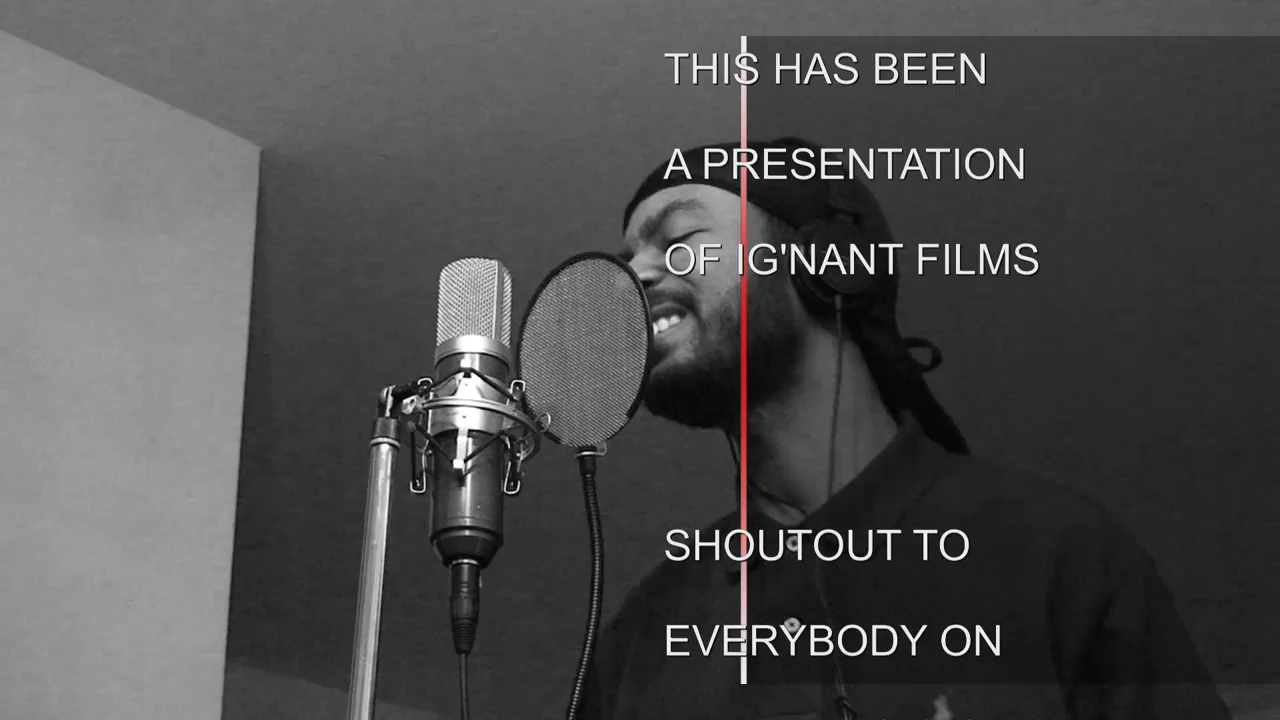 THIS HAS BEEN
A PRESENTATION
OF IG'NANT FILMS
SHOUTOUT TO
EVERYBODY ON